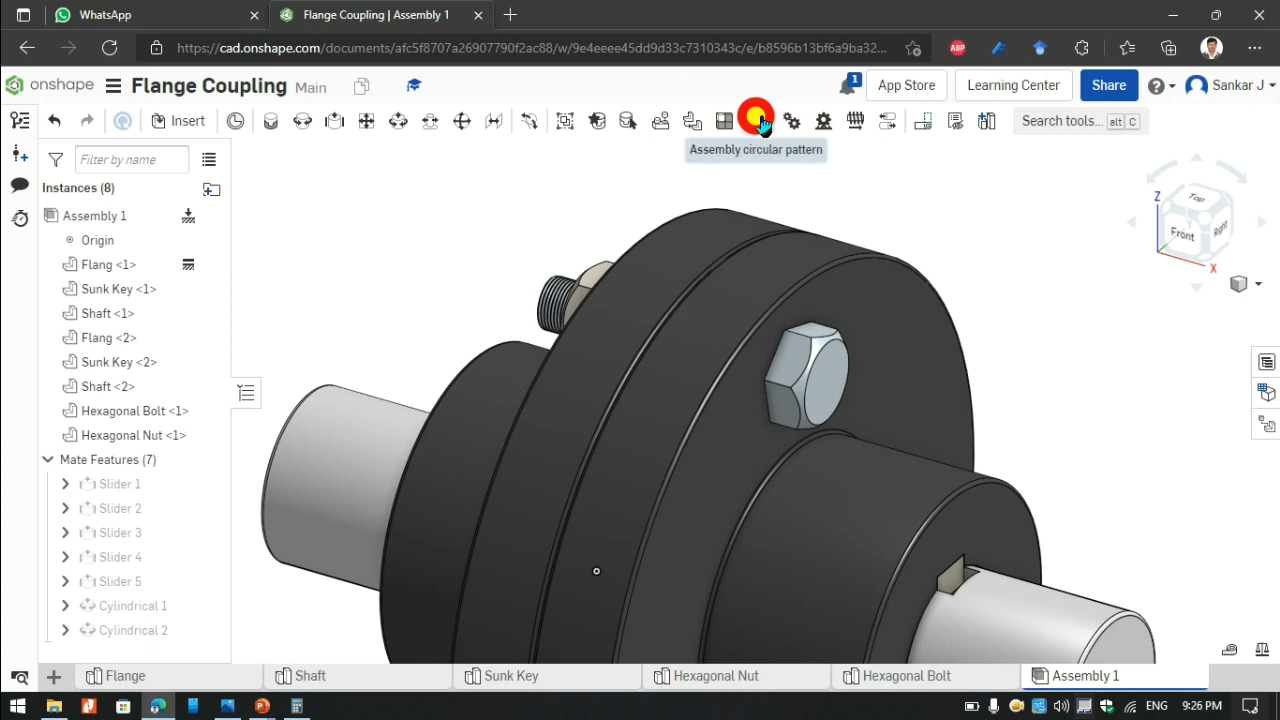 WhatsApp
Flange Coupling | Assembly 1
https://cad.onshape.com/documents/afc5f8707a26907790f2ac88/w/9e4eeee45dd9d33c7310343c/e/b8596b13bf6a9ba32...
ABP
onshape
Flange Coupling
Main
1
App Store
Learning Center
Share
Sankar J
Insert
Search tools...
alt
C
Filter by name
Assembly circular pattern
Instances (8)
Assembly 1
Origin
Flang <1>
Sunk Key <1>
Shaft <1>
Flang <2>
Sunk Key <2>
Shaft <2>
Hexagonal Bolt <1>
Hexagonal Nut <1>
Mate Features (7)
Slider 1
Slider 2
Slider 3
Slider 4
Slider 5
Cylindrical 1
Cylindrical 2
Z
Top
Front
Right
X
Flange
Shaft
Sunk Key
Hexagonal Nut
Hexagonal Bolt
Assembly 1
ENG
9:26 PM